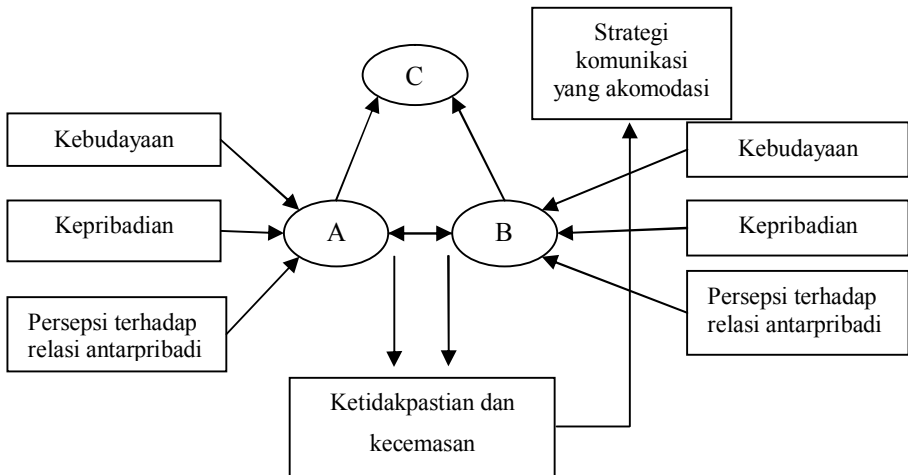 Strategi
komunikasi
yang akomodasi
C
Kebudayaan
Kebudayaan
Kepribadian
A
B
Kepribadian
Persepsi terhadap
relasi antarpribadi
Persepsi terhadap
relasi antarpribadi
Ketidakpastian dan
kecemasan